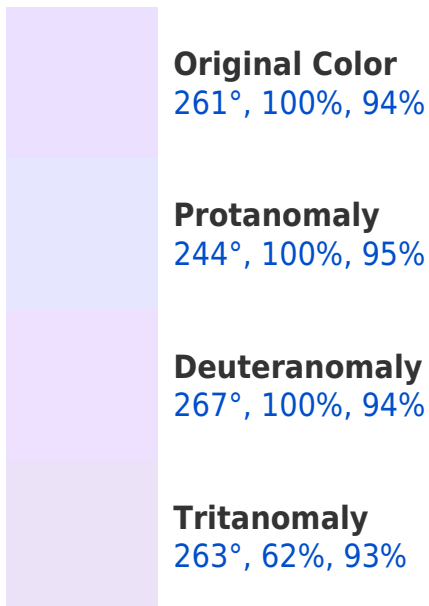 Original Color
261°, 100%, 94%
Protanomaly
244°, 100%, 95%
Deuteranomaly
267°, 100%, 94%
Tritanomaly
263°, 62%, 93%